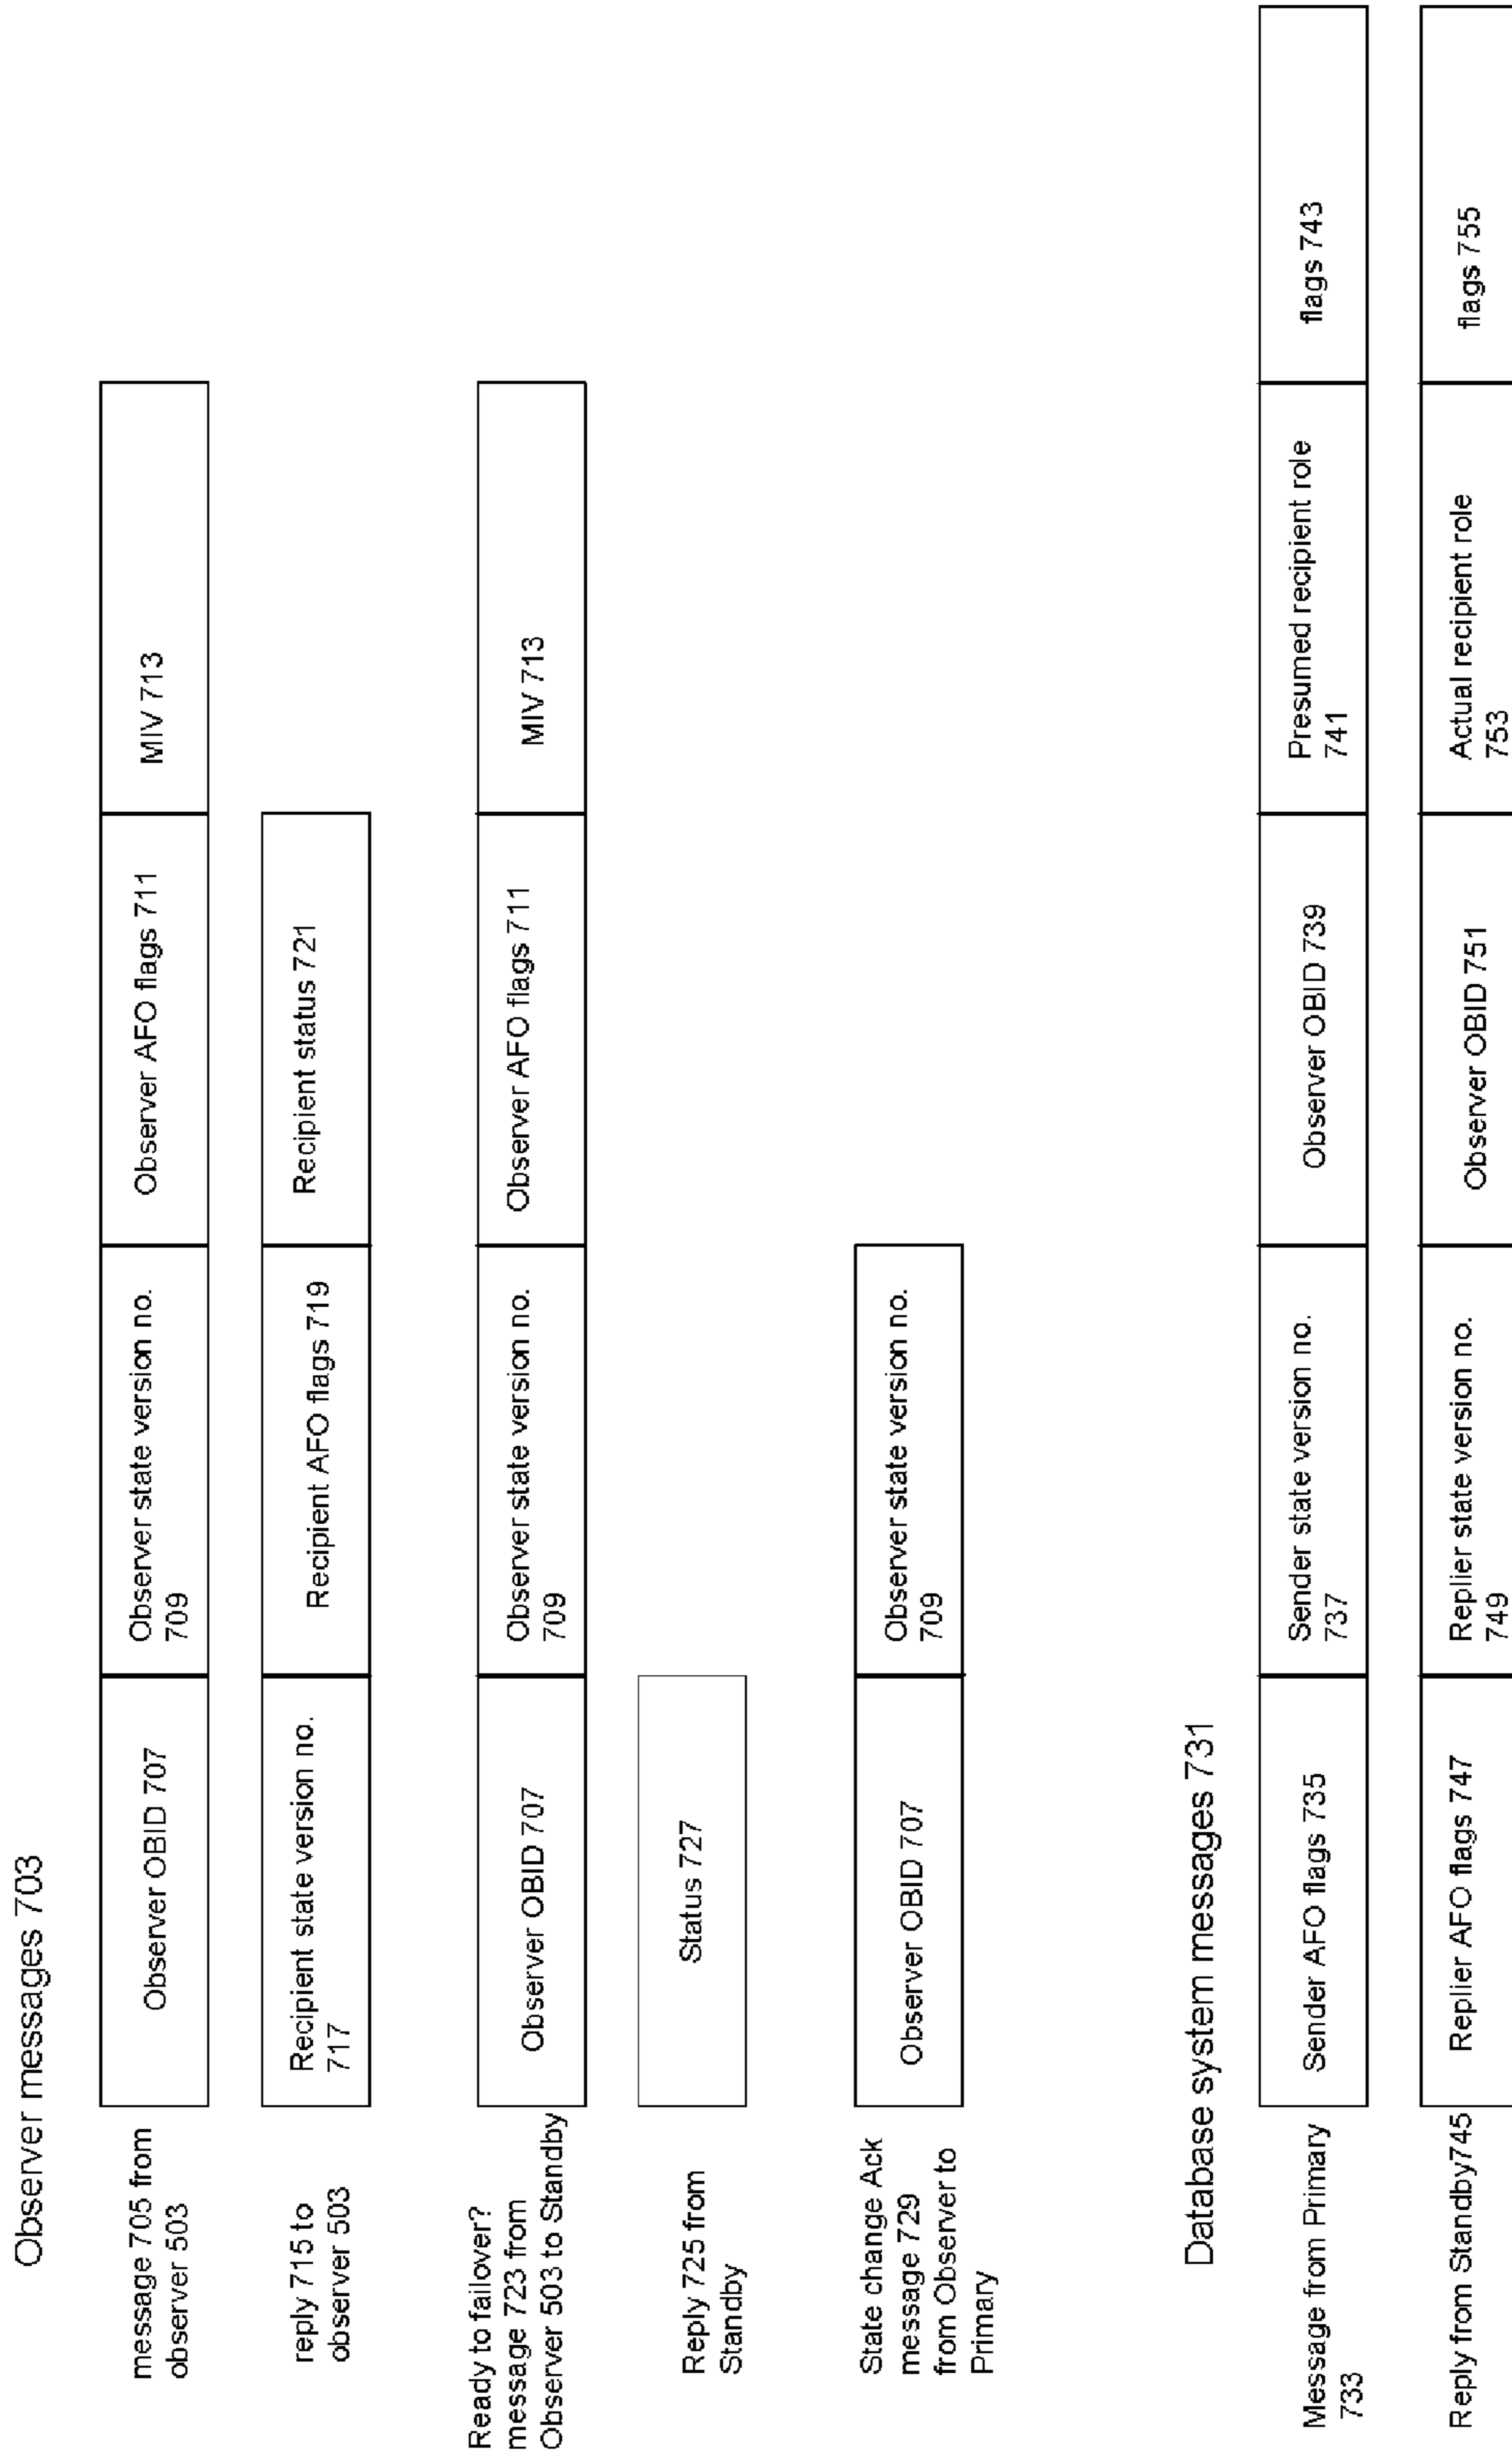 Observer messages 703
message 705 from
observer 503
Observer OBID 707
Observer state version no.
709
Observer AFO flags 711
MIV 713
reply 715 to
observer 503
Recipient state version no.
717
Recipient AFO flags 719
Recipient status 721
Ready to failover?
message 723 from
Observer 503 to Standby
Observer OBID 707
Observer state version no.
709
Observer AFO flags 711
MIV 713
Reply 725 from
Standby
Status 727
State change Ack
message 729
from Observer to
Primary
Observer OBID 707
Observer state version no.
709
Database system messages 731
Message from Primary
733
Sender AFO flags 735
Sender state version no.
737
Observer OBID 739
Presumed recipient role
741
flags 743
Reply from Standby745
Replier AFO flags 747
Replier state version no.
749
Observer OBID 751
Actual recipient role
753
flags 755